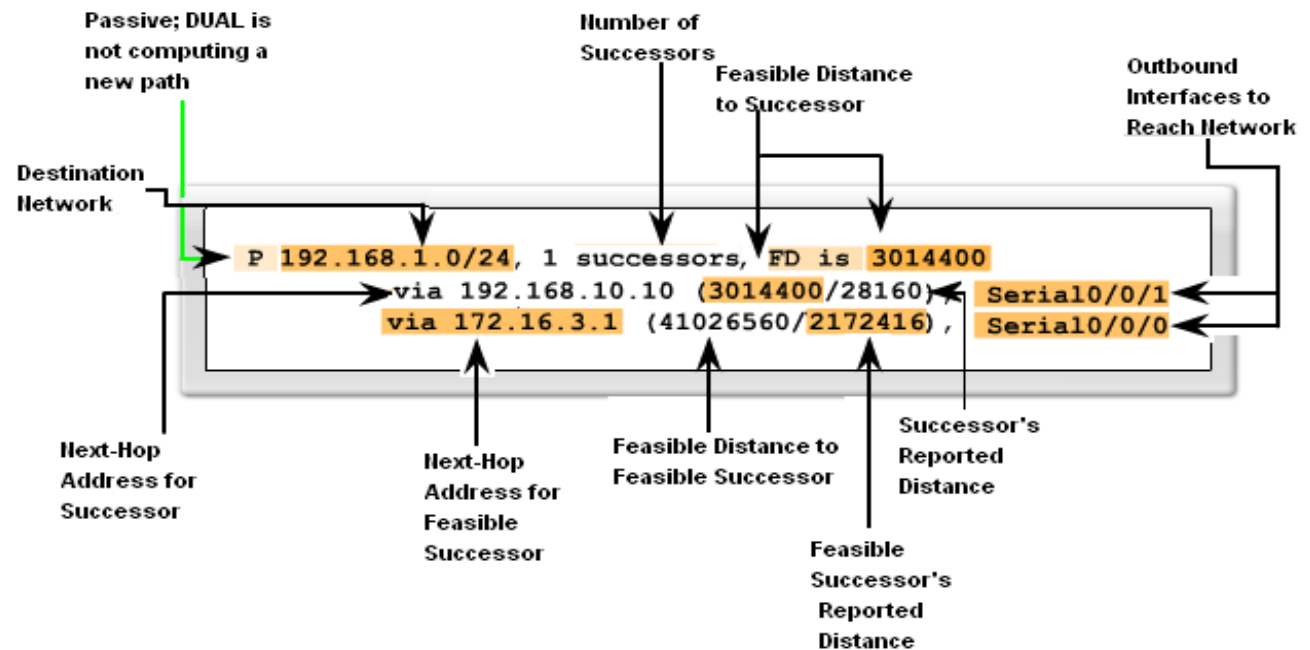 Passive; DUAL is
not computing a
new path
Number of
Successors
Feasible Distance
to Successor
Outbound
Interfaces to
Reach Network
Destination
Network
P 192.168.1.0/24, 1 successors, FD is 3014400
via 192.168.10.10 (3014400/28160), Serial0/0/1
via 172.16.3.1 (41026560/2172416), Serial0/0/0
Next-Hop
Address for
Successor
Next-Hop
Address for
Feasible
Successor
Feasible Distance to
Feasible Successor
Successor's
Reported
Distance
Feasible
Successor's
Reported
Distance